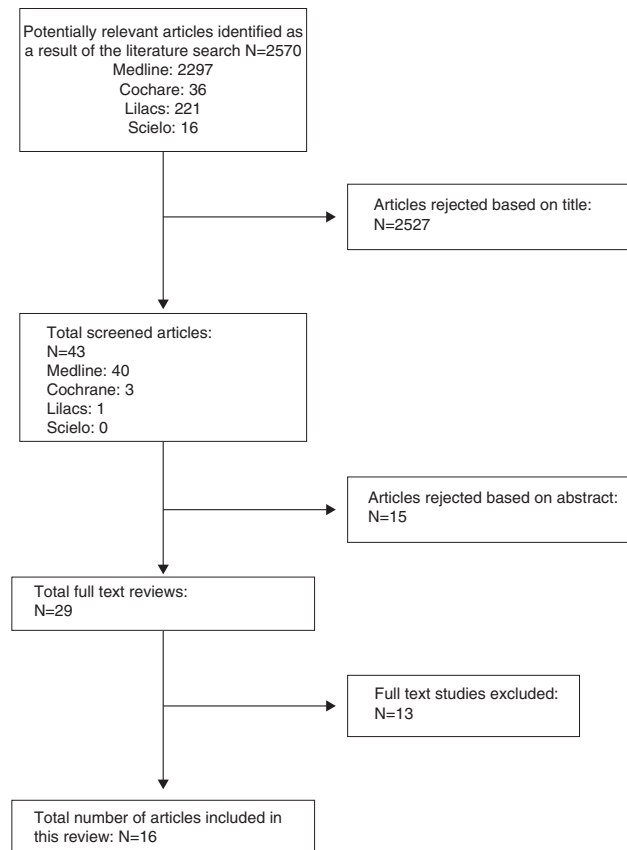 Potentially relevant articles identified as
a result of the literature search N=2570
Medline: 2297
Cochare: 36
Lilacs: 221
Scielo: 16
Articles rejected based on title:
N=2527
Total screened articles:
N=43
Medline: 40
Cochrane: 3
Lilacs: 1
Scielo: 0
Articles rejected based on abstract:
N=15
Total full text reviews:
N=29
Full text studies excluded:
N=13
Total number of articles included in
this review: N=16